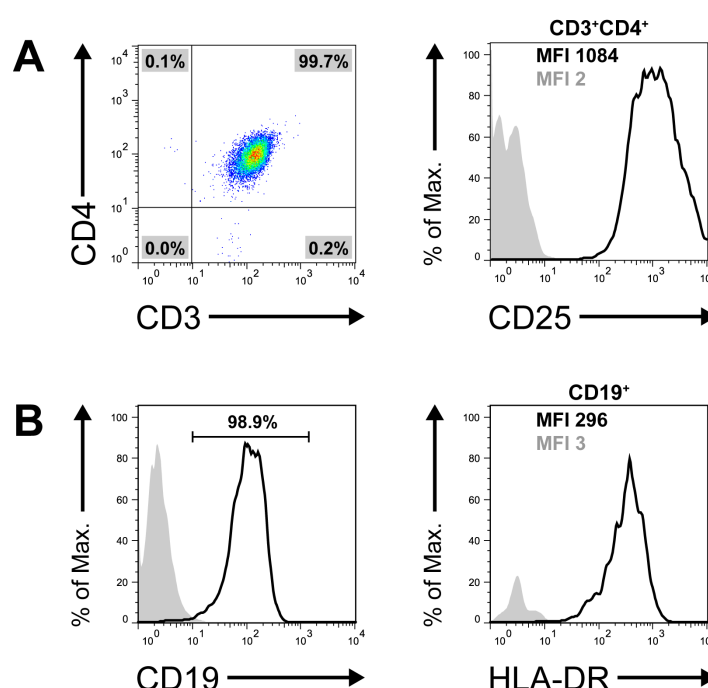 A
0.1%
99.7%
0.0%
0.2%
10⁴
10³
10²
10¹
10⁰
10⁰ 10¹ 10² 10³ 10⁴
CD4
CD3
CD3⁺CD4⁺
MFI 1084
MFI 2
100
80
60
40
20
0
10⁰ 10¹ 10² 10³ 10
% of Max.
CD25
B
98.9%
100
80
60
40
20
0
10⁰ 10¹ 10² 10³ 10⁴
% of Max.
CD19
CD19⁺
MFI 296
MFI 3
100
80
60
40
20
0
10⁰ 10¹ 10² 10³ 10
% of Max.
HLA-DR